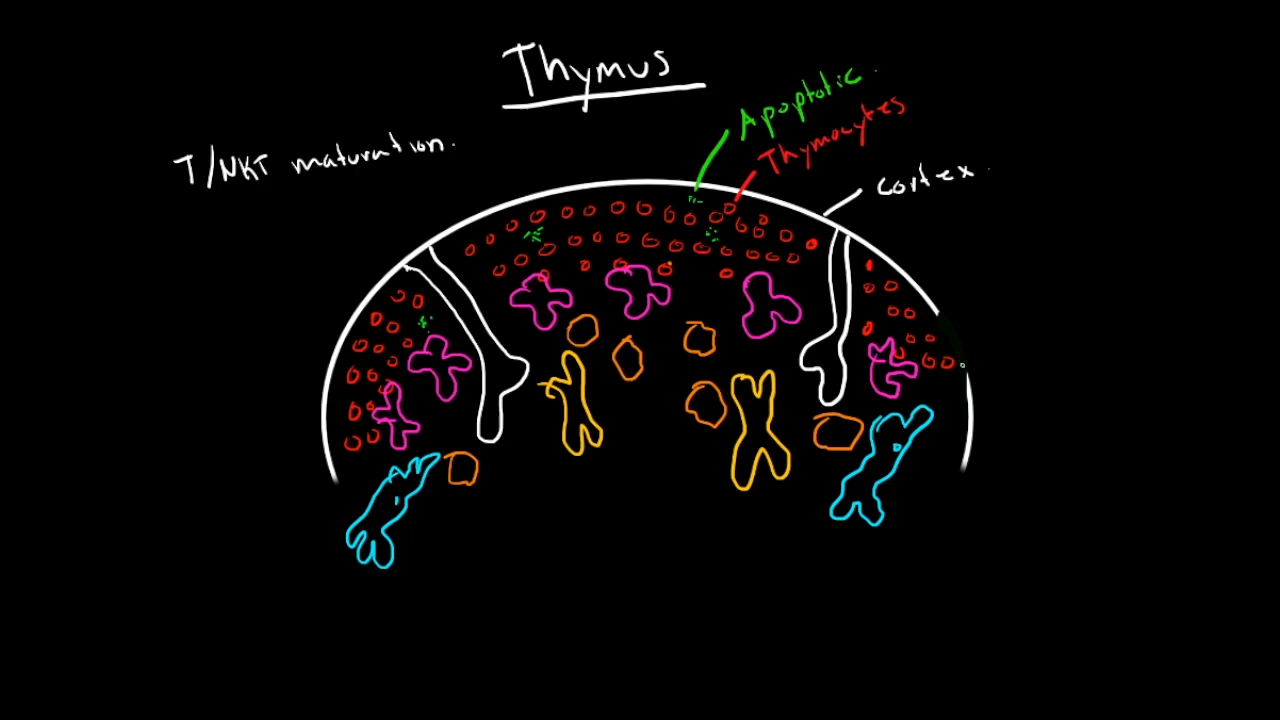 Thymus
Apoptotic.
Thymocytes
T/NKT maturation.
cortex.